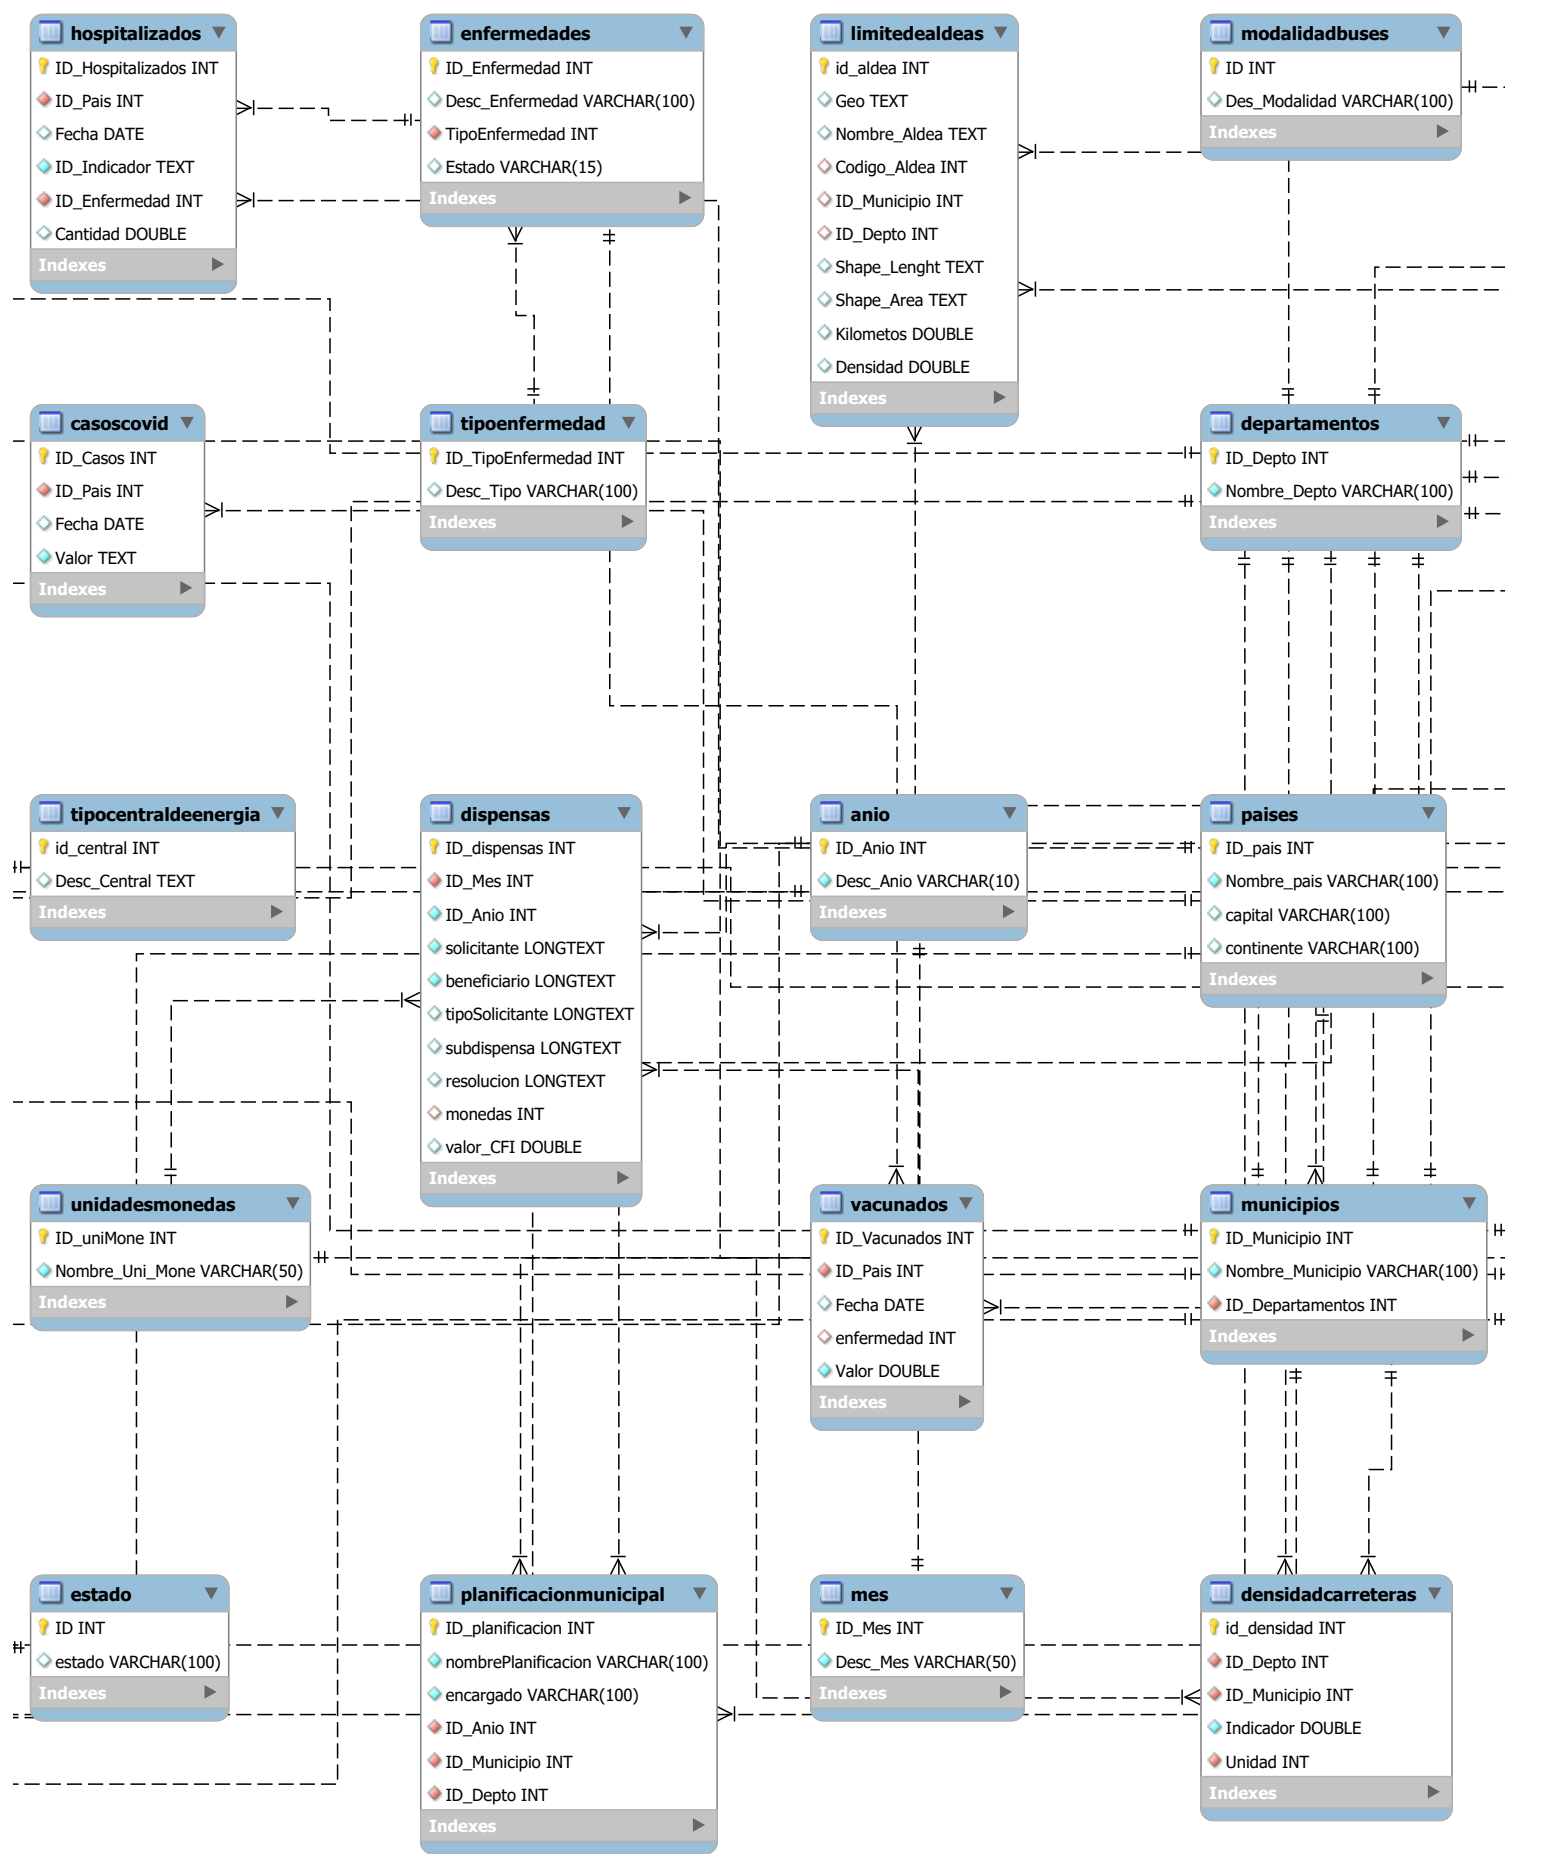 hospitalizados
ID_Hospitalizados INT
ID_Pais INT
Fecha DATE
ID_Indicador TEXT
ID_Enfermedad INT
Cantidad DOUBLE
Indexes
enfermedades
ID_Enfermedad INT
Desc_Enfermedad VARCHAR(100)
TipoEnfermedad INT
Estado VARCHAR(15)
Indexes
limitedealdeas
id_aldea INT
Geo TEXT
Nombre_Aldea TEXT
Codigo_Aldea INT
ID_Municipio INT
ID_Depto INT
Shape_Lenght TEXT
Shape_Area TEXT
Kilometos DOUBLE
Densidad DOUBLE
Indexes
modalidadbuses
ID INT
Des_Modalidad VARCHAR(100)
Indexes
casoscovid
ID_Casos INT
ID_Pais INT
Fecha DATE
Valor TEXT
Indexes
tipoenfermedad
ID_TipoEnfermedad INT
Desc_Tipo VARCHAR(100)
Indexes
departamentos
ID_Depto INT
Nombre_Depto VARCHAR(100)
Indexes
tipocentraldeenergia
id_central INT
Desc_Central TEXT
Indexes
dispensas
ID_dispensas INT
ID_Mes INT
ID_Anio INT
solicitante LONGTEXT
beneficiario LONGTEXT
tipoSolicitante LONGTEXT
subdispensa LONGTEXT
resolucion LONGTEXT
monedas INT
valor_CFI DOUBLE
Indexes
anio
ID_Anio INT
Desc_Anio VARCHAR(10)
Indexes
paises
ID_pais INT
Nombre_pais VARCHAR(100)
capital VARCHAR(100)
continente VARCHAR(100)
Indexes
unidadesmonedas
ID_uniMone INT
Nombre_Uni_Mone VARCHAR(50)
Indexes
vacunados
ID_Vacunados INT
ID_Pais INT
Fecha DATE
enfermedad INT
Valor DOUBLE
Indexes
municipios
ID_Municipio INT
Nombre_Municipio VARCHAR(100)
ID_Departamentos INT
Indexes
estado
ID INT
estado VARCHAR(100)
Indexes
planificacionmunicipal
ID_planificacion INT
nombrePlanificacion VARCHAR(100)
encargado VARCHAR(100)
ID_Anio INT
ID_Municipio INT
ID_Depto INT
Indexes
mes
ID_Mes INT
Desc_Mes VARCHAR(50)
Indexes
densidadcarreteras
id_densidad INT
ID_Depto INT
ID_Municipio INT
Indicador DOUBLE
Unidad INT
Indexes